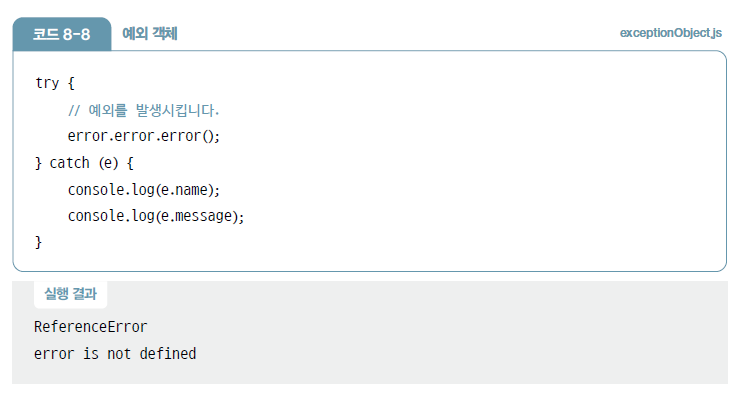 코드 8-8 예외 객체 exceptionObject.js
try {
// 예외를 발생시킵니다.
error.error.error();
} catch (e) {
console.log(e.name);
console.log(e.message);
}
실행 결과
ReferenceError
error is not defined